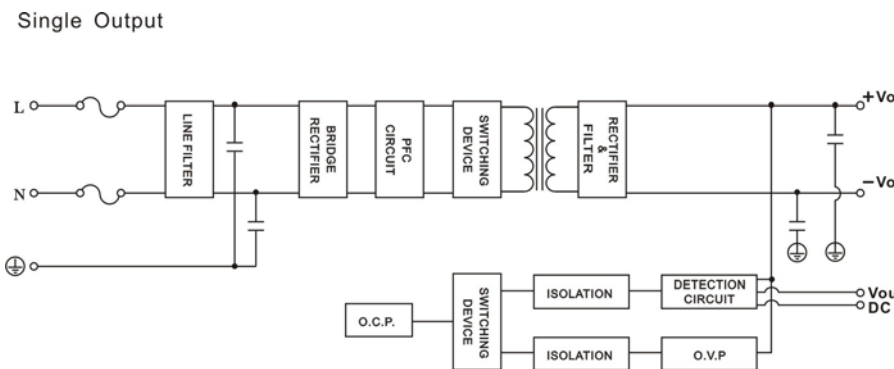 Single Output
L
LINE FILTER
BRIDGE
RECTIFIER
PFC
CIRCUIT
SWITCHING
DEVICE
RECTIFIER
&
FILTER
+Vo
N
−Vo
DETECTION
CIRCUIT
ISOLATION
Vou
DC
SWITCHING
DEVICE
O.C.P.
ISOLATION
O.V.P